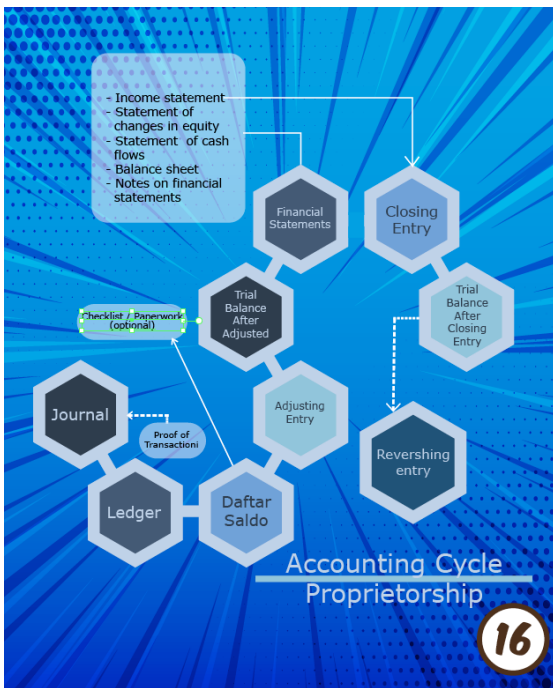 - Income statement
- Statement of
changes in equity
- Statement of cash
flows
- Balance sheet
- Notes on financial
statements
Financial
Statements
Closing
Entry
Trial
Balance
After
Adjusted
Trial
Balance
After
Closing
Entry
Checklist / Paperwork
(optional)
Adjusting
Entry
Journal
Proof of
Transactioni
Revershing
entry
Ledger
Daftar
Saldo
Accounting Cycle
Proprietorship
16